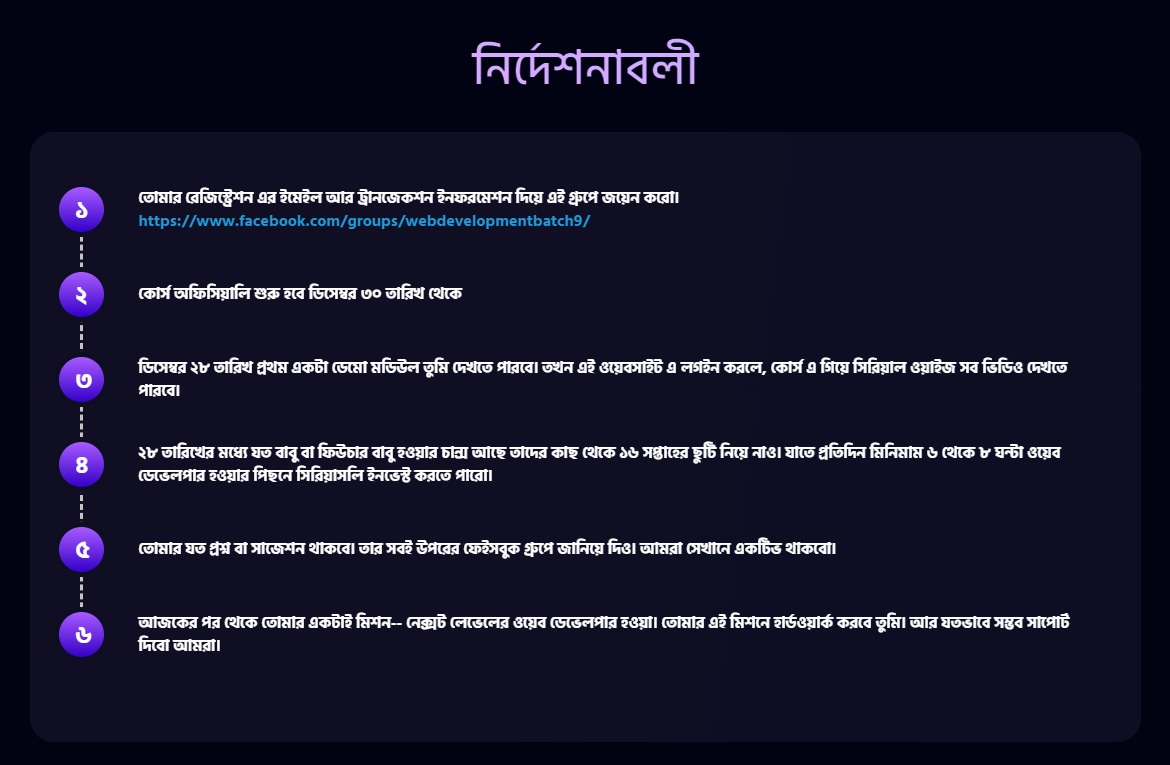 নির্দেশনাবলী
১
তোমার রেজিস্ট্রেশন এর ইমেইল আর ট্রানজেকশন ইনফরমেশন দিয়ে এই গ্রুপে জয়েন করো।
https://www.facebook.com/groups/webdevelopmentbatch9/
২
কোর্স অফিসিয়ালি শুরু হবে ডিসেম্বর ৩০ তারিখ থেকে
৩
ডিসেম্বর ২৮ তারিখ প্রথম একটা ডেমো মডিউল তুমি দেখতে পারবে। তখন এই ওয়েবসাইট এ লগইন করলে, কোর্স এ গিয়ে সিরিয়াল ওয়াইজ সব ভিডিও দেখতে
পারবে।
৪
২৮ তারিখের মধ্যে যত বাবু বা ফিউচার বাবু হওয়ার চান্স আছে তাদের কাছ থেকে ১৬ সপ্তাহের ছুটি নিয়ে নাও। যাতে প্রতিদিন মিনিমাম ৬ থেকে ৮ ঘন্টা ওয়েব
ডেভেলপার হওয়ার পিছনে সিরিয়াসলি ইনভেস্ট করতে পারো।
৫
তোমার যত প্রশ্ন বা সাজেশন থাকবে। তার সবই উপরের ফেইসবুক গ্রুপে জানিয়ে দিও। আমরা সেখানে একটিভ থাকবো।
৬
আজকের পর থেকে তোমার একটাই মিশন-- নেক্সট লেভেলের ওয়েব ডেভেলপার হওয়া। তোমার এই মিশনে হার্ডওয়ার্ক করবে তুমি। আর যতভাবে সম্ভব সাপোর্ট
দিবো আমরা।